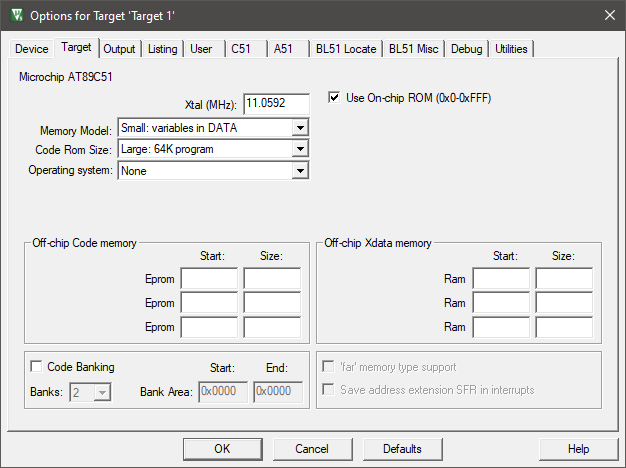 Options for Target 'Target 1'
Device Target Output Listing User C51 A51 BL51 Locate BL51 Misc Debug Utilities
Microchip AT89C51
Xtal (MHz): 11.0592 Use On-chip ROM (0x0-0xFFF)
Memory Model: Small: variables in DATA
Code Rom Size: Large: 64K program
Operating system: None
Off-chip Code memory
Start: Size:
Eprom
Eprom
Eprom
Off-chip Xdata memory
Start: Size:
Ram
Ram
Ram
Code Banking Start: End:
Banks: 2 Bank Area: 0x0000 0x0000
'far' memory type support
Save address extension SFR in interrupts
OK Cancel Defaults Help